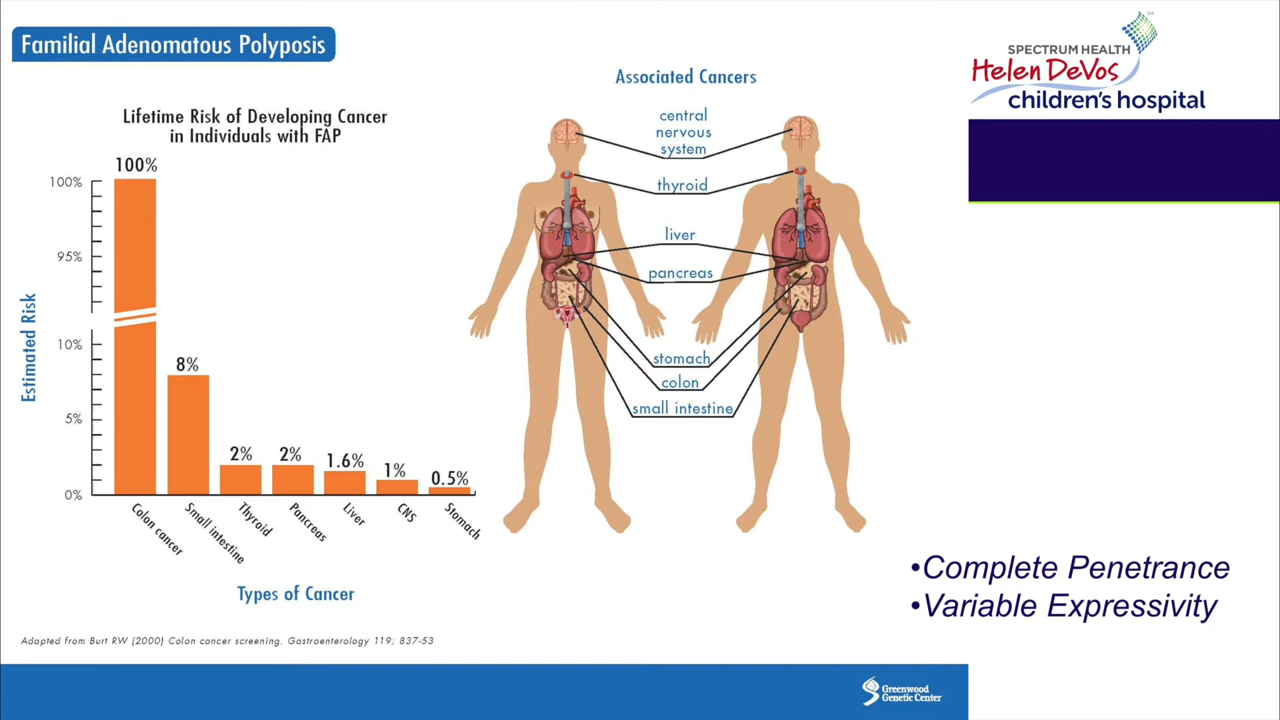 Familial Adenomatous Polyposis
SPECTRUM HEALTH
Helen DeVos
children's hospital
Lifetime Risk of Developing Cancer
in Individuals with FAP
Estimated Risk
100%
95%
10%
5%
0%
100%
8%
2%
2%
1.6%
1%
0.5%
Colon cancer
Small intestine
Thyroid
Pancreas
Liver
CNS
Stomach
Types of Cancer
Associated Cancers
central
nervous
system
thyroid
liver
pancreas
stomach
colon
small intestine
•Complete Penetrance
•Variable Expressivity
Adapted from Burt RW (2000) Colon cancer screening. Gastroenterology 119; 837-53
Greenwood
Genetic Center